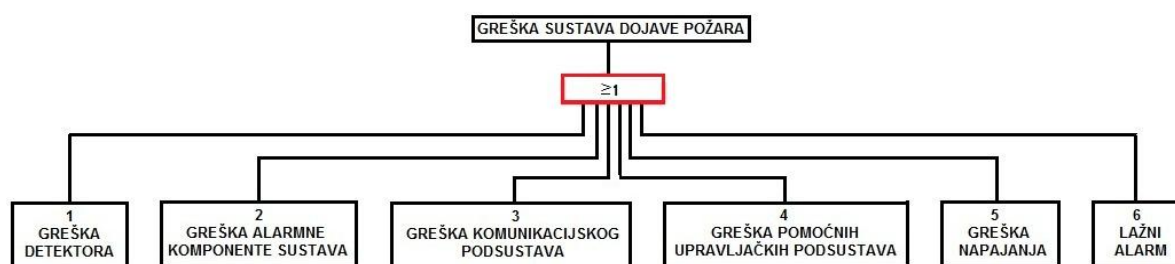 GREŠKA SUSTAVA DOJAVE POŽARA
≥1
1
GREŠKA
DETEKTORA
2
GREŠKA ALARMNE
KOMPONENTE SUSTAVA
3
GREŠKA KOMUNIKACIJSKOG
PODSUSTAVA
4
GREŠKA POMOĆNIH
UPRAVLJAČKIH PODSUSTAVA
5
GREŠKA
NAPAJANJA
6
LAŽNI
ALARM